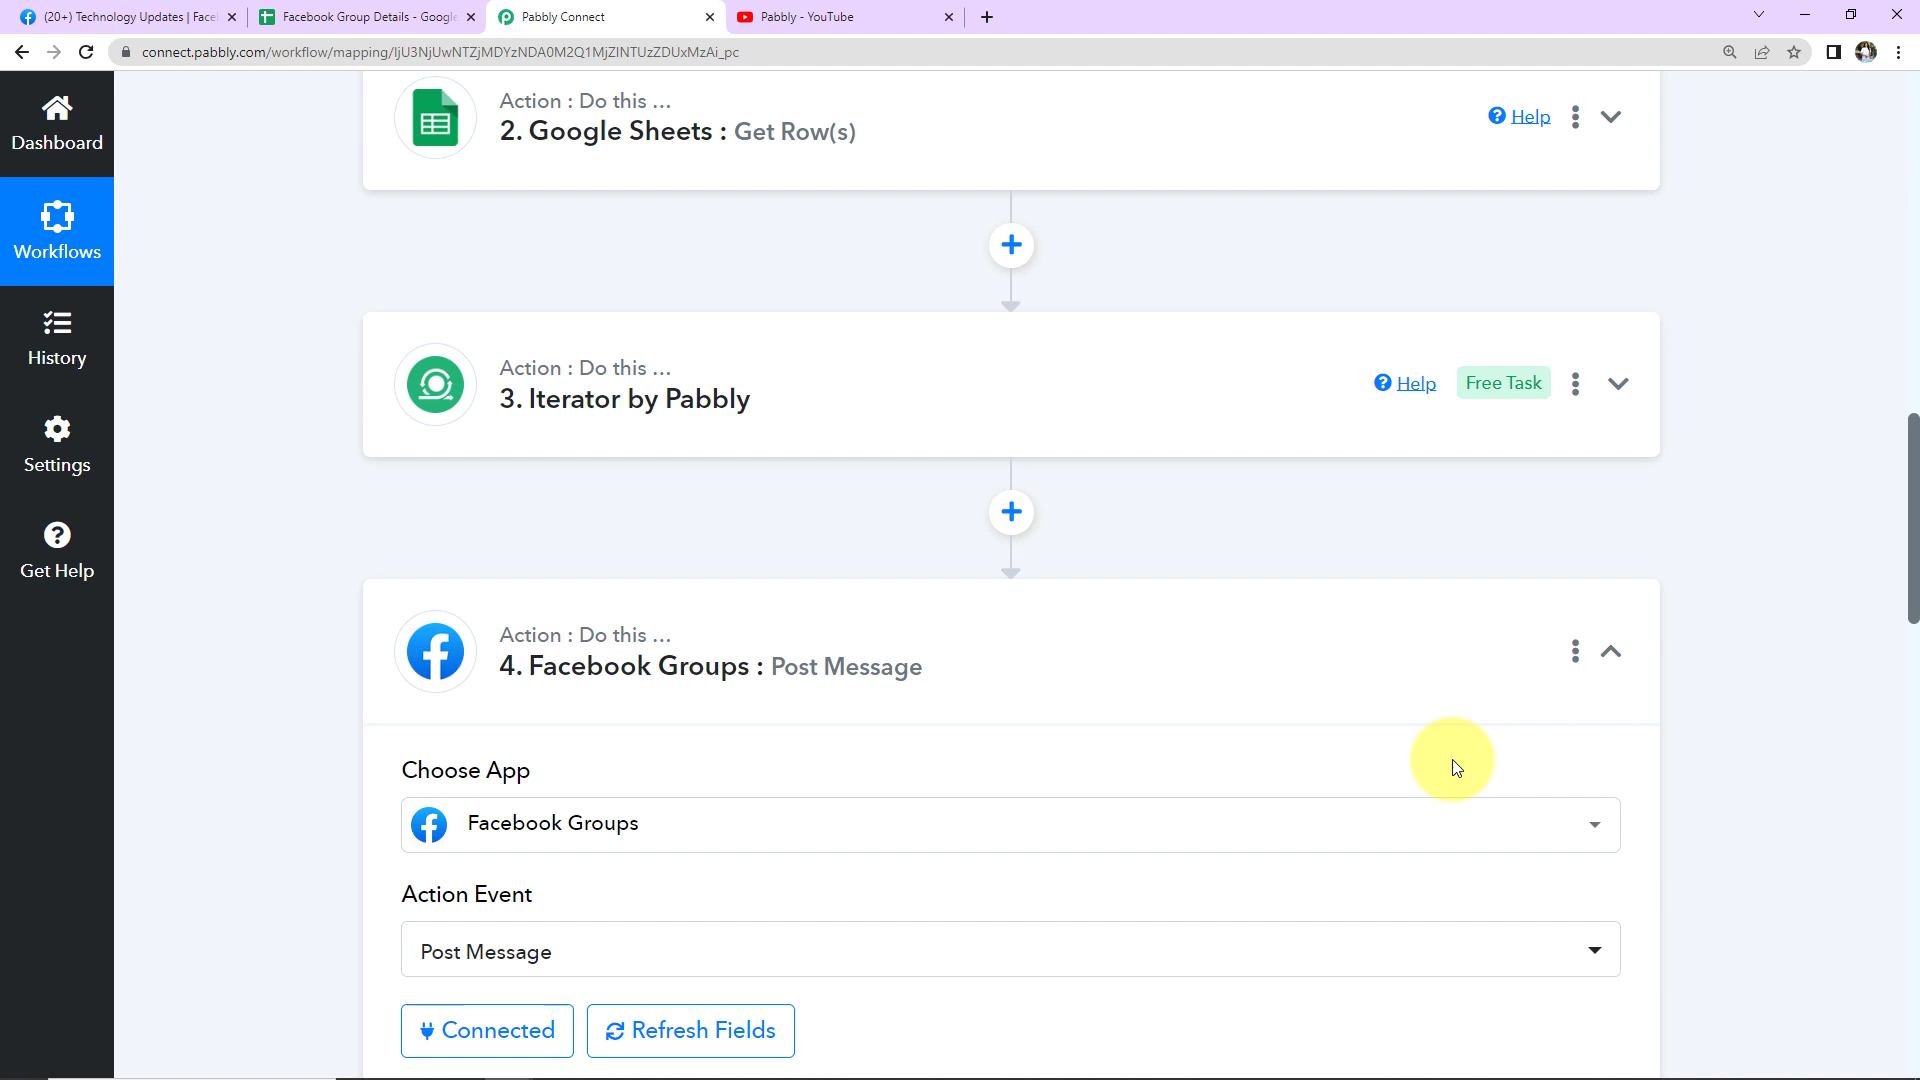 (20+) Technology Updates | Face
Facebook Group Details - Google
Pabbly Connect
Pabbly - YouTube
connect.pabbly.com/workflow/mapping/IjU3NjUwNTZjMDYzNDA0M2Q1MjZlNTUzZDUxMzAi_pc
Dashboard
Workflows
History
Settings
Get Help
Action : Do this ...
2. Google Sheets : Get Row(s)
Help
Action : Do this ...
3. Iterator by Pabbly
Help
Free Task
Action : Do this ...
4. Facebook Groups : Post Message
Choose App
Facebook Groups
Action Event
Post Message
Connected
Refresh Fields